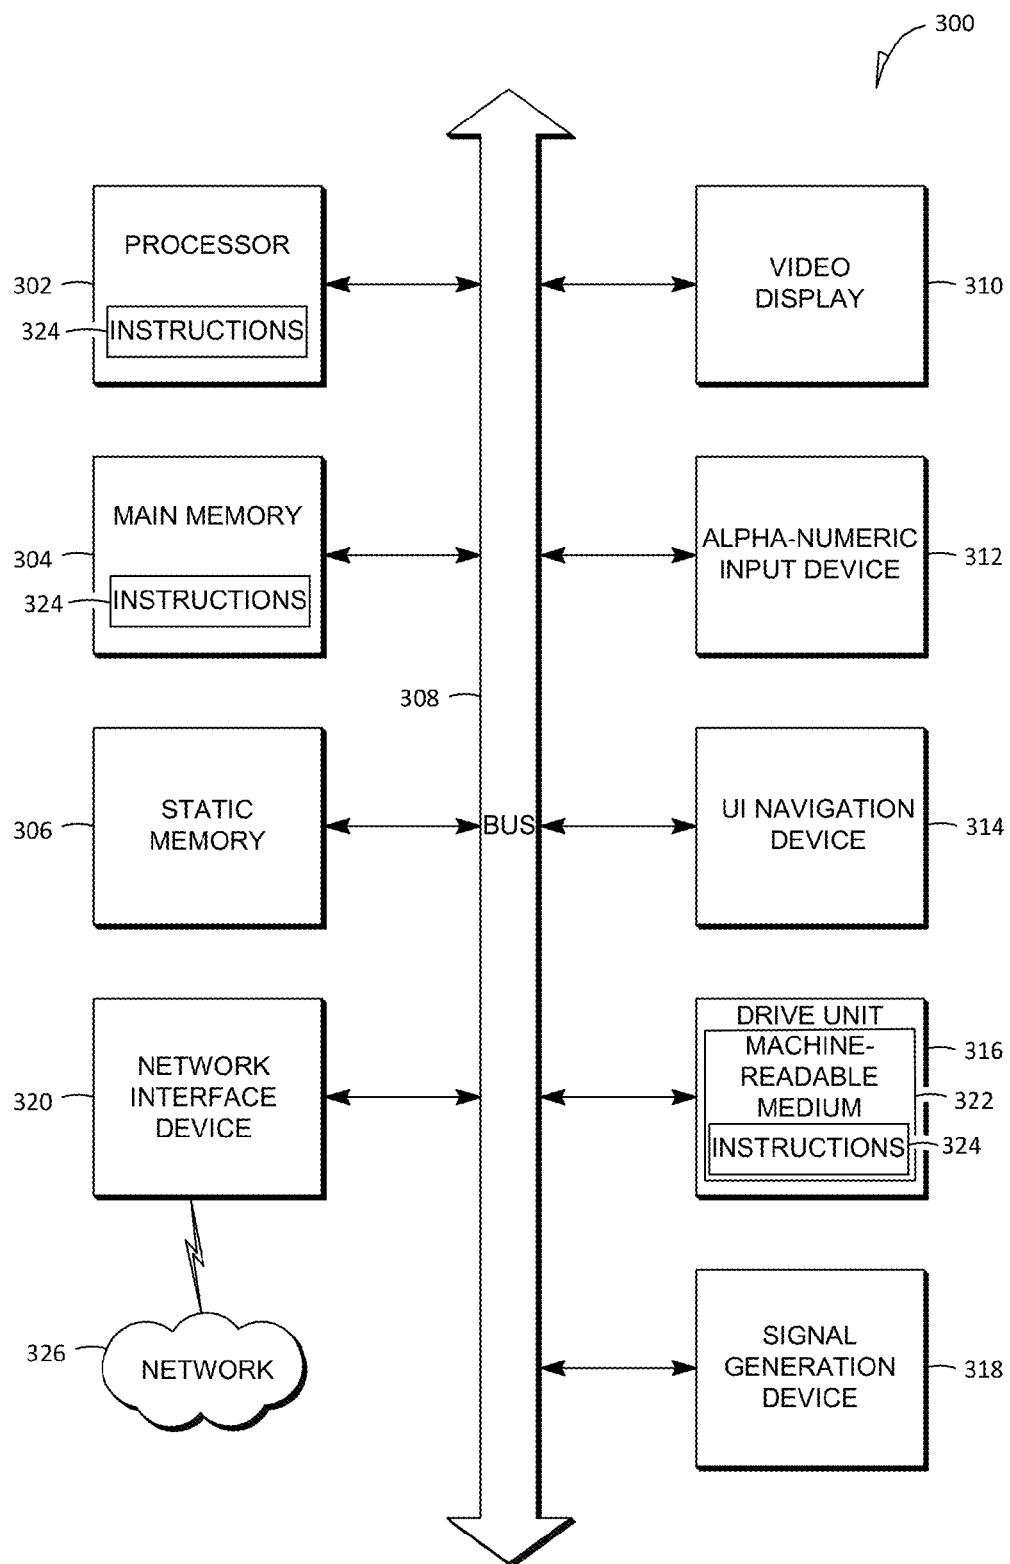 300
PROCESSOR
302
324
INSTRUCTIONS
VIDEO
DISPLAY
310
MAIN MEMORY
304
324
INSTRUCTIONS
ALPHA-NUMERIC
INPUT DEVICE
312
308
STATIC
MEMORY
306
BUS
UI NAVIGATION
DEVICE
314
NETWORK
INTERFACE
DEVICE
320
DRIVE UNIT
MACHINE-
READABLE
MEDIUM
INSTRUCTIONS
316
322
324
326
NETWORK
SIGNAL
GENERATION
DEVICE
318